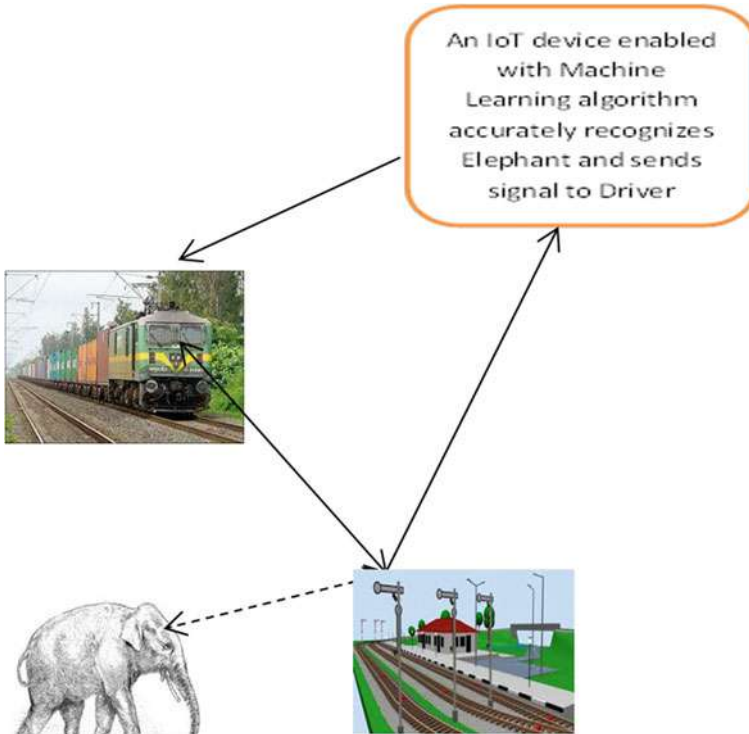 An IoT device enabled
with Machine
Learning algorithm
accurately recognizes
Elephant and sends
signal to Driver